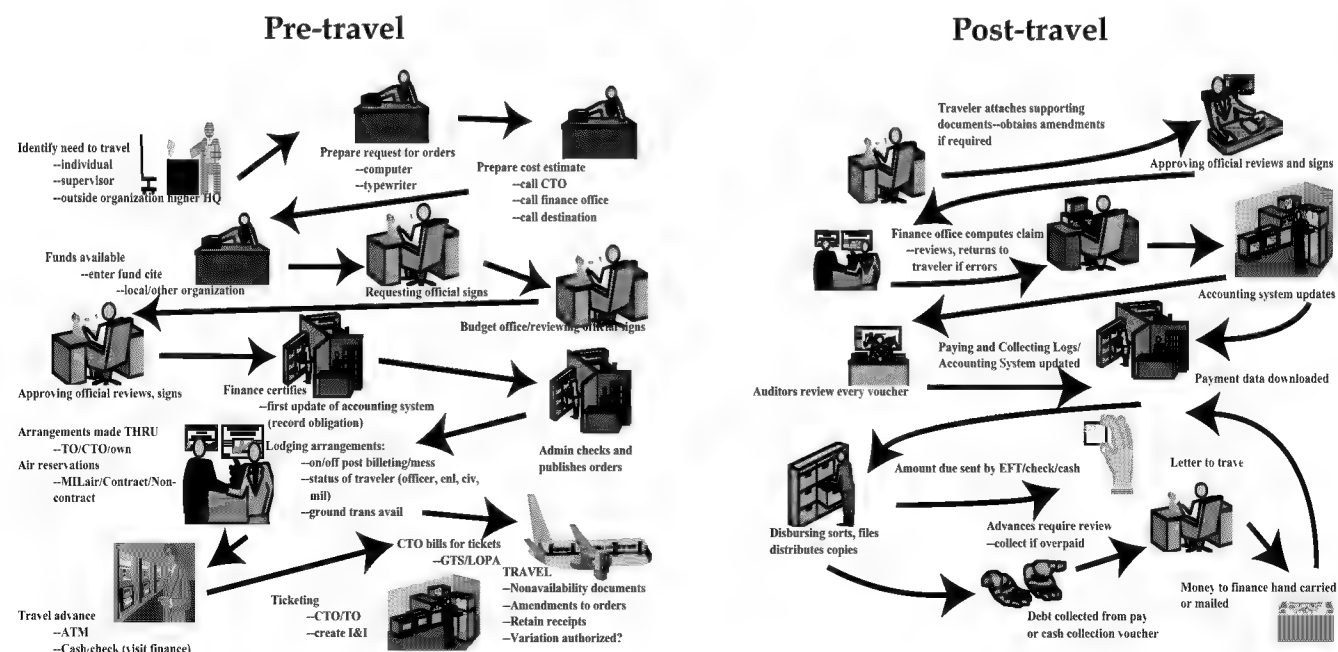 Pre-travel
Identify need to travel
--individual
--supervisor
--outside organization higher HQ
Prepare request for orders
--computer
--typewriter
Prepare cost estimate
--call CTO
--call finance office
--call destination
Funds available
--enter fund cite
--local/other organization
Requesting official signs
Budget office/reviewing official signs
Approving official reviews, signs
Finance certifies
--first update of accounting system
(record obligation)
Admin checks and
publishes orders
Arrangements made THRU
--TO/CTO/own
Air reservations
--MILair/Contract/Non-
contract
Lodging arrangements:
--on/off post billeting/mess
--status of traveler (officer, enl, civ,
mil)
--ground trans avail
Travel advance
--ATM
--Cash/check (visit finance)
Ticketing
--CTO/TO
--create I&I
CTO bills for tickets
--GTS/LOPA
TRAVEL
--Nonavailability documents
--Amendments to orders
--Retain receipts
--Variation authorized?
Post-travel
Traveler attaches supporting
documents--obtains amendments
if required
Approving official reviews and signs
Finance office computes claim
--reviews, returns to
traveler if errors
Accounting system updates
Auditors review every voucher
Paying and Collecting Logs/
Accounting System updated
Payment data downloaded
Disbursing sorts, files
distributes copies
Amount due sent by EFT/check/cash
Advances require review
--collect if overpaid
Debt collected from pay
or cash collection voucher
Letter to trave
Money to finance hand carried
or mailed